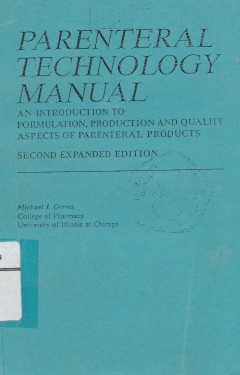 PARENTERAL
TECHNOLOGY
MANUAL
AN INTRODUCTION TO
FORMULATION, PRODUCTION AND QUALITY
ASPECTS OF PARENTERAL PRODUCTS
SECOND EXPANDED EDITION
Michael J. Groves
College of Pharmacy
University of Illinois at Chicago